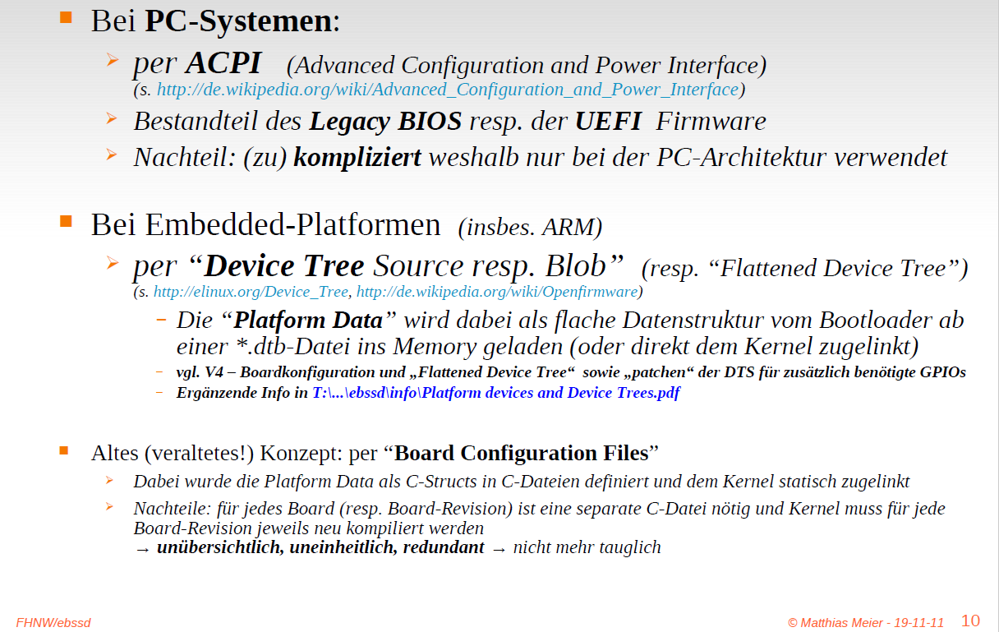 Bei PC-Systemen:
per ACPI (Advanced Configuration and Power Interface)
(s. http://de.wikipedia.org/wiki/Advanced_Configuration_and_Power_Interface)
Bestandteil des Legacy BIOS resp. der UEFI Firmware
Nachteil: (zu) kompliziert weshalb nur bei der PC-Architektur verwendet
Bei Embedded-Platformen (insbes. ARM)
per “Device Tree Source resp. Blob” (resp. “Flattened Device Tree”)
(s. http://elinux.org/Device_Tree, http://de.wikipedia.org/wiki/Openfirmware)
– Die “Platform Data” wird dabei als flache Datenstruktur vom Bootloader ab
einer *.dtb-Datei ins Memory geladen (oder direkt dem Kernel zugelinkt)
– vgl. V4 – Boardkonfiguration und „Flattened Device Tree“ sowie „patchen“ der DTS für zusätzlich benötigte GPIOs
– Ergänzende Info in T:\...\ebssd\info\Platform devices and Device Trees.pdf
Altes (veraltetes!) Konzept: per “Board Configuration Files”
Dabei wurde die Platform Data als C-Structs in C-Dateien definiert und dem Kernel statisch zugelinkt
Nachteile: für jedes Board (resp. Board-Revision) ist eine separate C-Datei nötig und Kernel muss für jede
Board-Revision jeweils neu kompiliert werden
→ unübersichtlich, uneinheitlich, redundant → nicht mehr tauglich
FHNW/ebssd
© Matthias Meier - 19-11-11 10